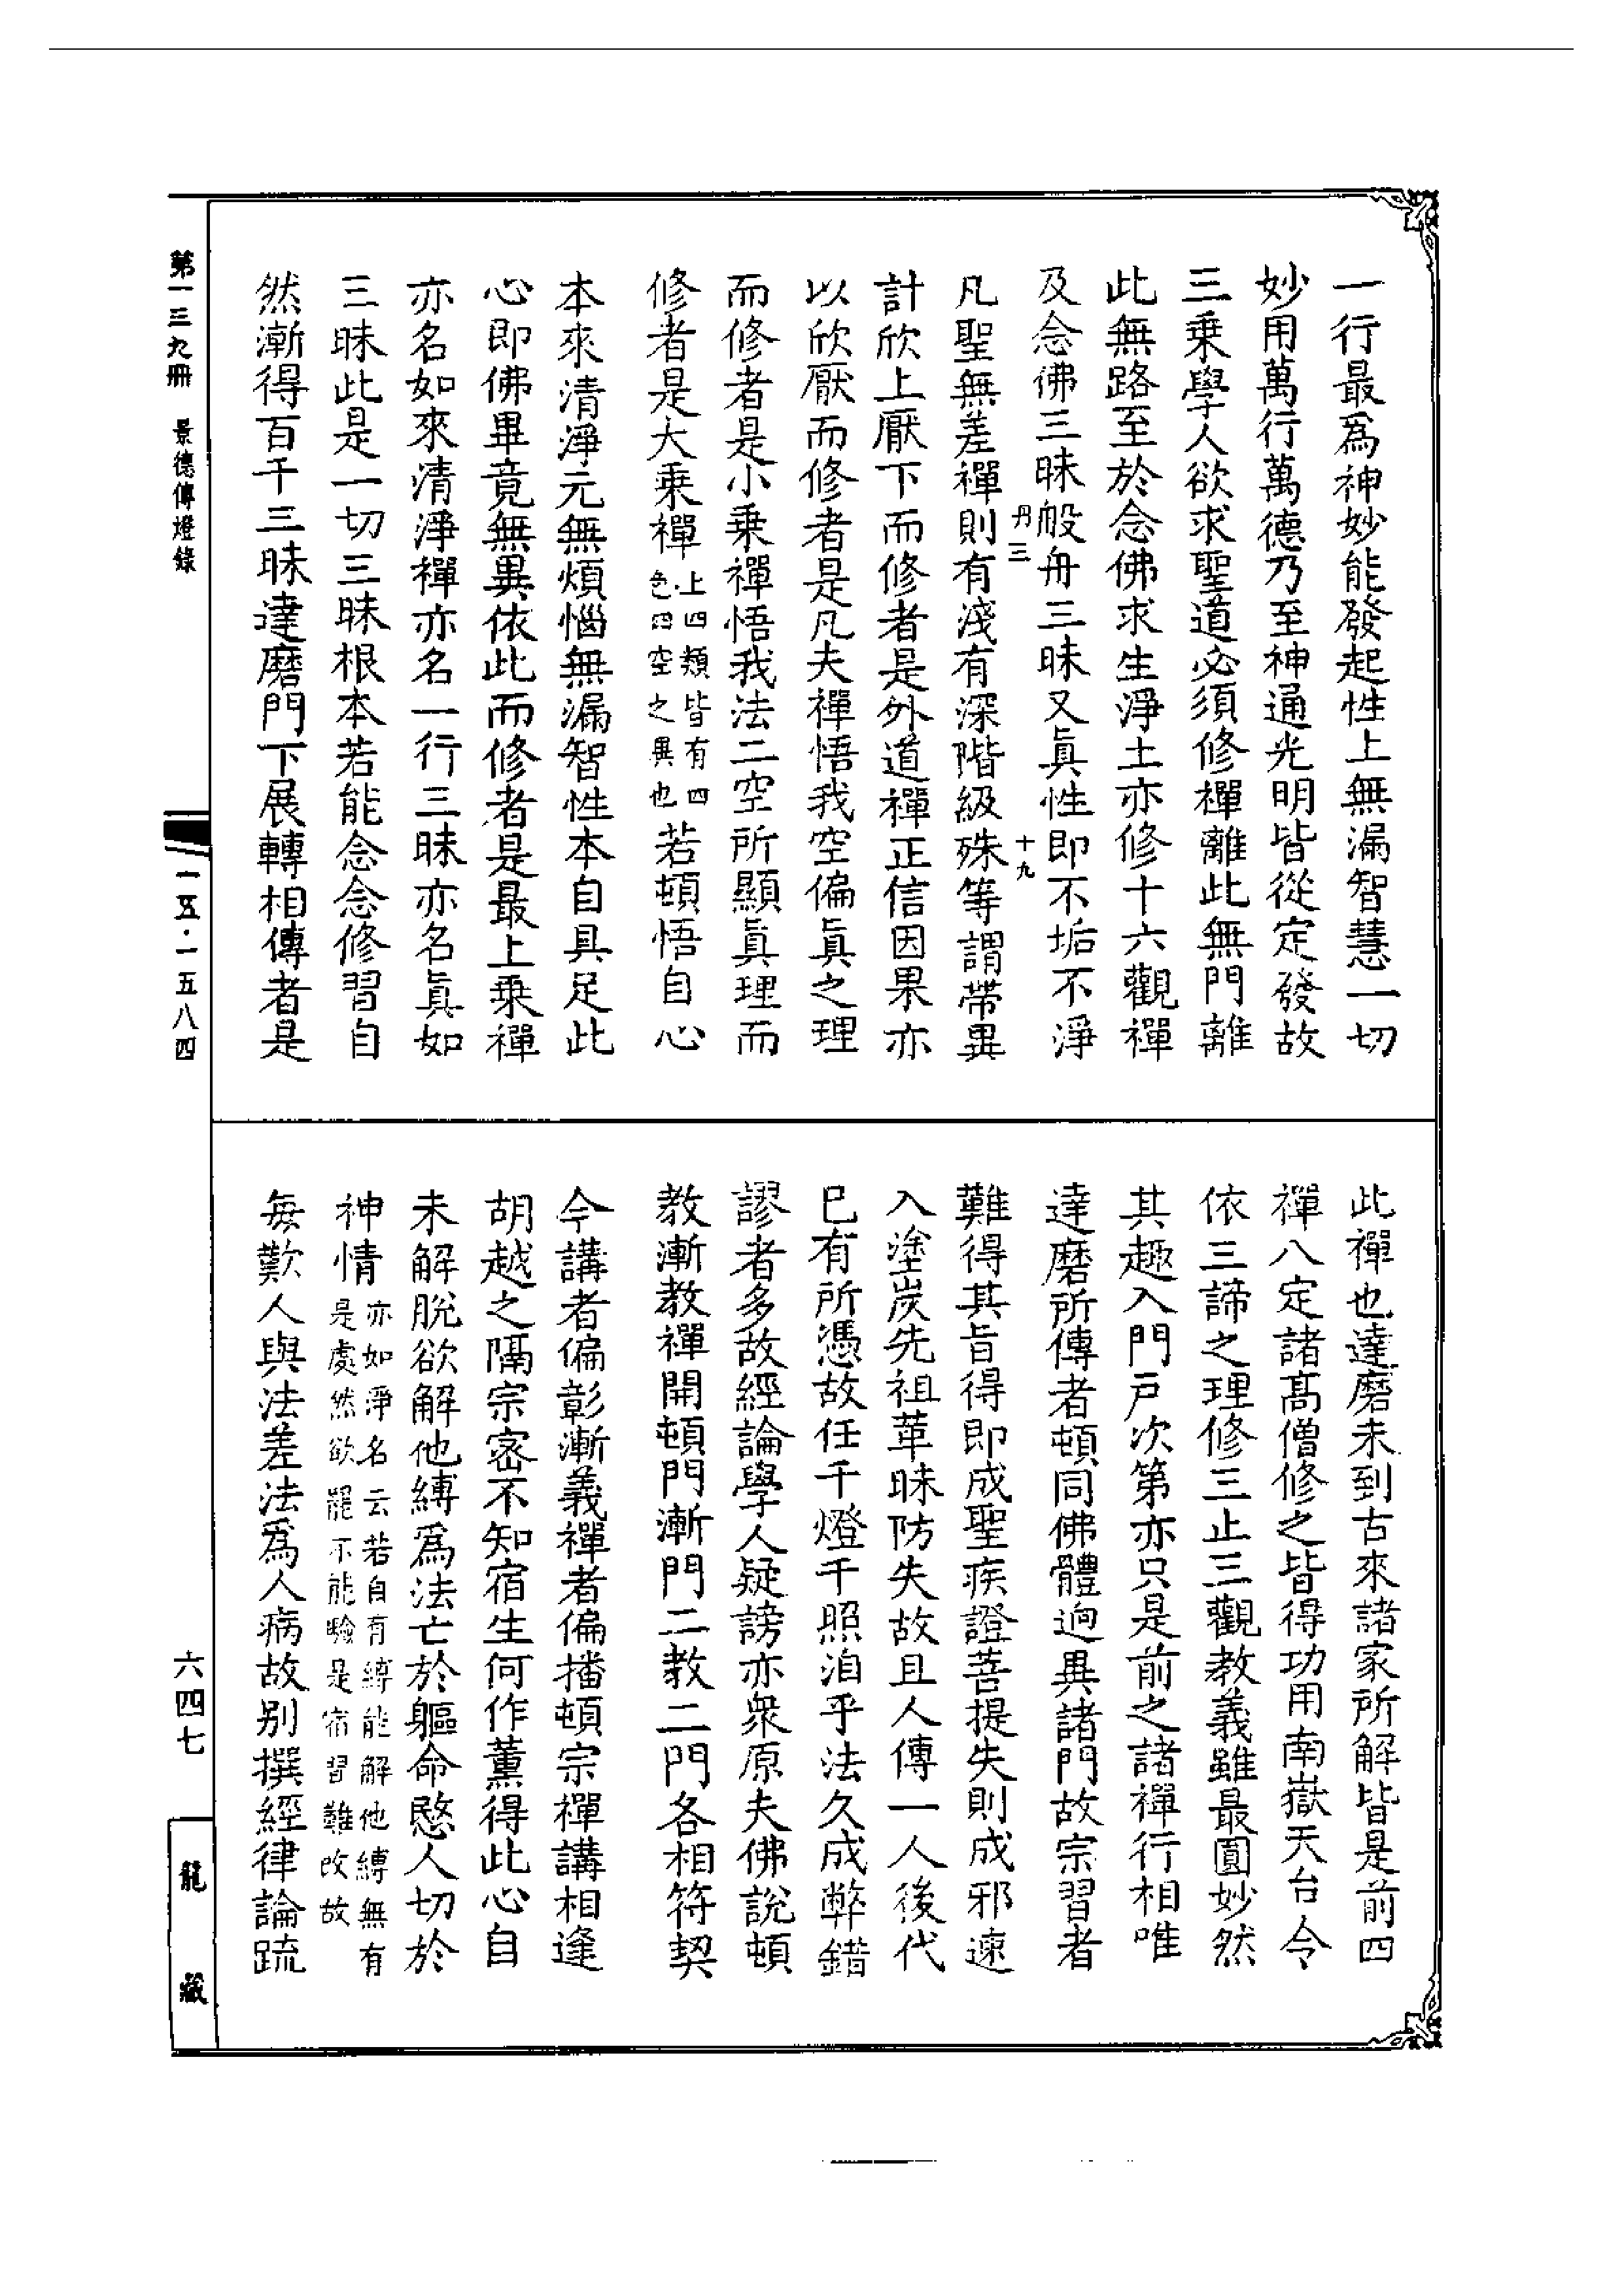 一行最爲神妙能發起性上無漏智慧一切
妙用萬行萬德乃至神通光明皆從定發故
三乘學人欲求聖道必須修禪離此無門離
此無路至於念佛求生淨土亦修十六觀禪
及念佛三昧般舟三昧又眞性即不垢不淨
丹三
十九
凡聖無差禪則有淺有深階級殊等謂帶異
計欣上厭下而修者是外道禪正信因果亦
以欣厭而修者是凡夫禪悟我空偏眞之理
而修者是小乘禪悟我法二空所顯眞理而
修者是大乘禪上四類皆有四色四空之異也若頓悟自心
本來清淨元無煩惱無漏智性本自具足此
心即佛畢竟無異依此而修者是最上乘禪
亦名如來清淨禪亦名一行三昧亦名眞如
三昧此是一切三昧根本若能念念修習自
然漸得百千三昧達磨門下展轉相傳者是
此禪也達磨未到古來諸家所解皆是前四
禪八定諸髙僧修之皆得功用南嶽天台令
依三諦之理修三止三觀教義雖最圓妙然
其趣入門戸次第亦只是前之諸禪行相唯
達磨所傳者頓同佛體逈異諸門故宗習者
難得其旨得即成聖疾證菩提失則成邪速
入塗炭先祖革昧防失故且人傳一人後代
已有所憑故任千燈千照洎乎法久成弊錯
謬者多故經論學人疑謗亦衆原夫佛說頓
教漸教禪開頓門漸門二教二門各相符契
今講者偏彰漸義禪者偏播頓宗禪講相逢
胡越之隔宗密不知宿生何作薰得此心自
未解脫欲解他縛爲法亡於軀命愍人切於
神情亦如淨名云若自有縛能解他縛無有是處然欲罷不能驗是宿習難改故
每歎人與法差法爲人病故別撰經律論䟽
第一三九冊　景德傳燈錄
一五·一五八四
六四七
龍藏